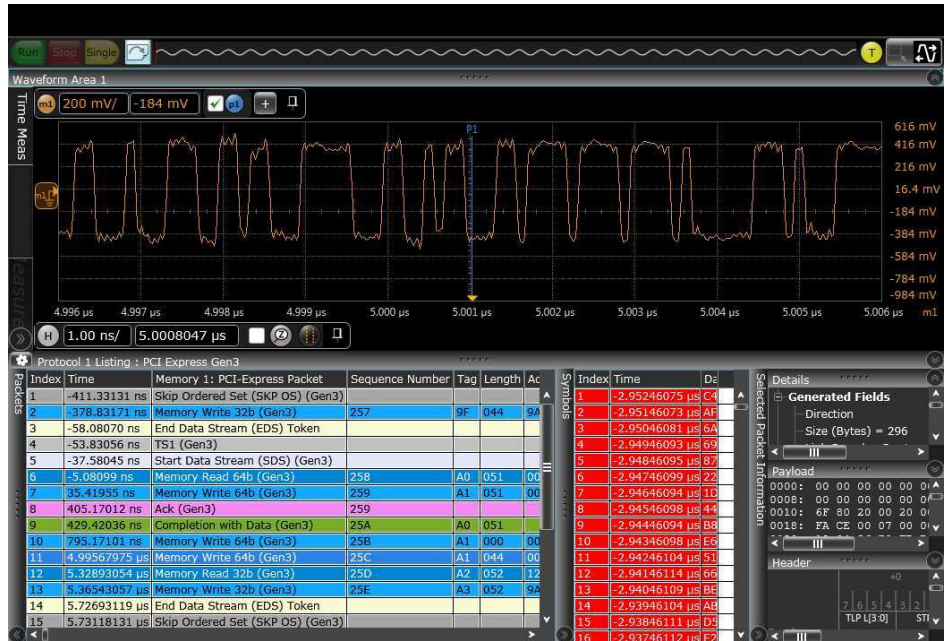 Run Stop Single T
Waveform Area 1
Time Meas
m1 200 mV/ -184 mV p1 +
P1
616 mV
416 mV
216 mV
16.4 mV
-184 mV
-384 mV
-584 mV
-784 mV
-984 mV
m1
4.996 µs 4.997 µs 4.998 µs 4.999 µs 5.000 µs 5.001 µs 5.002 µs 5.003 µs 5.004 µs 5.005 µs 5.006 µs m1
H 1.00 ns/ 5.0008047 µs Z
Protocol 1 Listing : PCI Express Gen3
Packets
Index Time Memory 1: PCI-Express Packet Sequence Number Tag Length
1 -411.33131 ns Skip Ordered Set (SKP OS) (Gen3)
2 -378.83171 ns Memory Write 32b (Gen3) 257 9F 044 9A
3 -58.08070 ns End Data Stream (EDS) Token
4 -53.83056 ns TS1 (Gen3)
5 -37.58045 ns Start Data Stream (SDS) (Gen3)
6 -5.08099 ns Memory Read 64b (Gen3) 258 A0 051 00
7 35.41955 ns Memory Write 64b (Gen3) 259 A1 051 00
8 405.17012 ns Ack (Gen3) 259
9 429.42036 ns Completion with Data (Gen3) 25A A0 051
10 795.17101 ns Memory Write 64b (Gen3) 25B A1 000 00
11 4.99567975 µs Memory Write 64b (Gen3) 25C A1 044 00
12 5.32893054 µs Memory Read 32b (Gen3) 25D A2 052 12
13 5.36543057 µs Memory Write 32b (Gen3) 25E A3 052 9A
14 5.72693119 µs End Data Stream (EDS) Token
15 5.73118131 µs Skip Ordered Set (SKP OS) (Gen3)
Symbols
Index Time Da
1 -2.95246075 µs C4
2 -2.95146073 µs AF
3 -2.95046081 µs 6A
4 -2.94946093 µs 69
5 -2.94846095 µs 87
6 -2.94746099 µs 22
7 -2.94646094 µs 1D
8 -2.94546098 µs 44
9 -2.94446094 µs B8
10 -2.94346098 µs E6
11 -2.94246104 µs 51
12 -2.94146114 µs 66
13 -2.94046109 µs BE
14 -2.93946104 µs AB
15 -2.93846111 µs D5
16 -2.93746112 µs F2
Selected Packet Information
Details
Generated Fields
Direction
Size (Bytes) = 296
Payload
0000: 00 00 00 00 00
0008: 00 00 00 00 00
0010: 6F 80 20 00 20
0018: FA CE 00 07 00
Header
+0
7 6 5 4 3 2
TLP L[3:0]